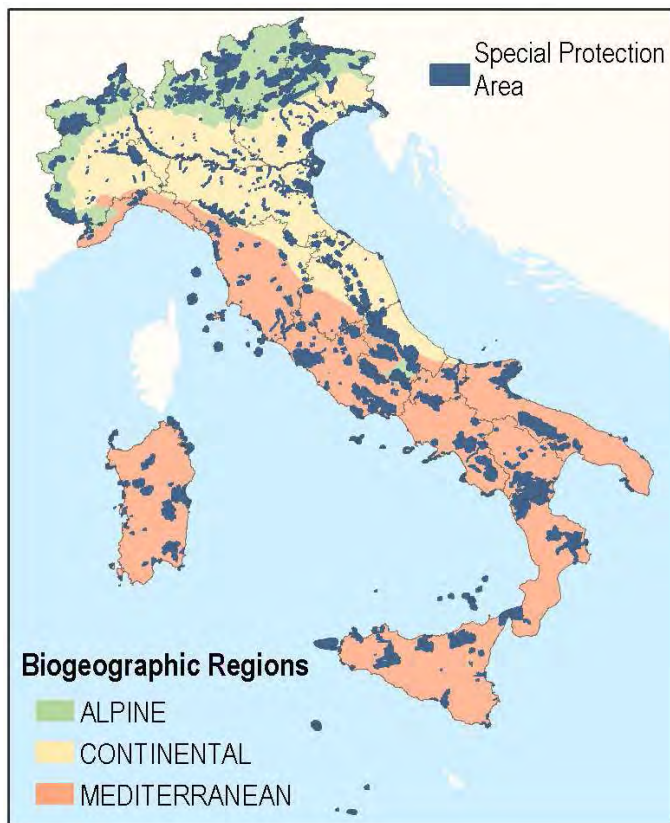 Special Protection
Area
Biogeographic Regions
ALPINE
CONTINENTAL
MEDITERRANEAN